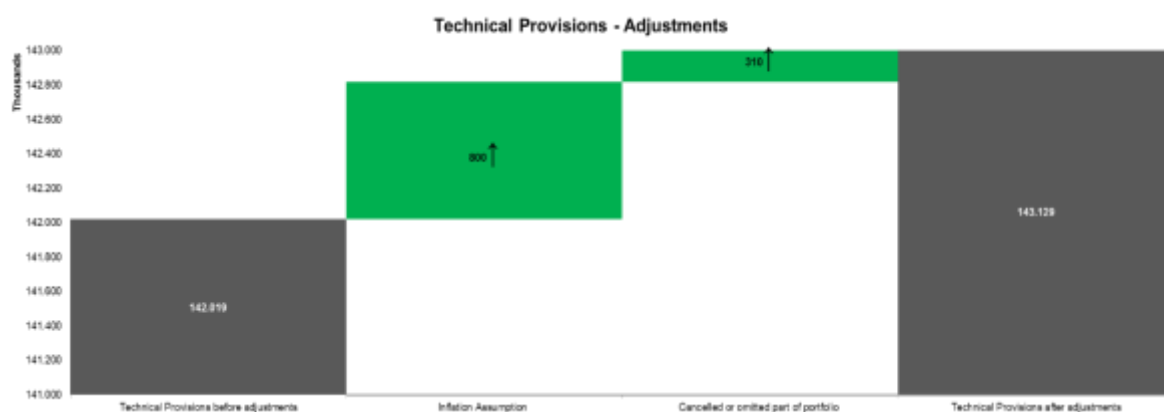 Technical Provisions - Adjustments
Thousands
143.000
142.800
142.600
142.400
142.200
142.000
141.800
141.600
141.400
141.200
141.000
142.019
800
310
143.129
Technical Provisions before adjustments
Inflation Assumption
Cancelled or omitted part of portfolio
Technical Provisions after adjustments